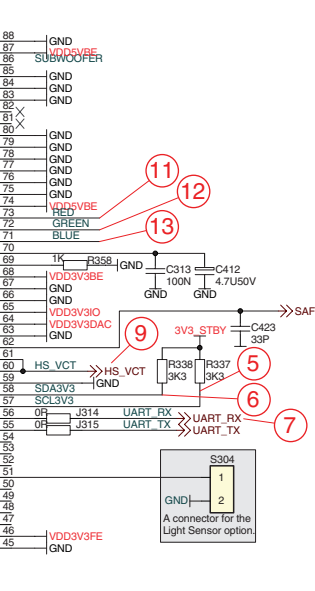 88 GND
87 VDD5VBE
86 SUBWOOFER
85 GND
84 GND
83 GND
82
81
80 GND
79 GND
78 GND
77 GND
76 GND
75 GND
74 VDD5VBE 11
73 RED
72 GREEN 12
71 BLUE 13
70
69 1K R358 GND C313 100N GND C412 4.7U50V GND
68 VDD3V3BE
67 GND
66 GND
65 VDD3V3IO SAF
64 VDD3V3DAC
63 GND C423 33P
62 9 3V3_STBY
61
60 HS_VCT HS_VCT R338 3K3 R337 3K3 5
59 GND
58 SDA3V3 6
57 SCL3V3
56 0R J314 UART_RX UART_RX 7
55 0R J315 UART_TX UART_TX
54
53
52 S304
51 1
50
49 GND 2
48
47 A connector for the
Light Sensor option.
46 VDD3V3FE
45 GND